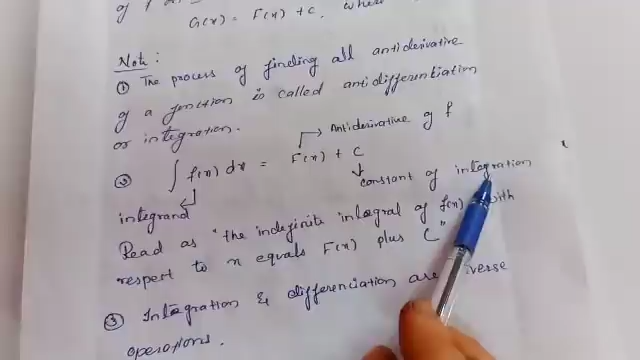 G(x) = F(x) + C, where
Note:
① The process of finding all antiderivative
of a function is called antidifferentiation
or integration.
Antiderivative of f
② ∫ f(x) dx = F(x) + C
constant of integration
integrand
Read as "the indefinite integral of f(x) with
respect to x equals F(x) plus C"
③ Integration & differenciation are
operations.